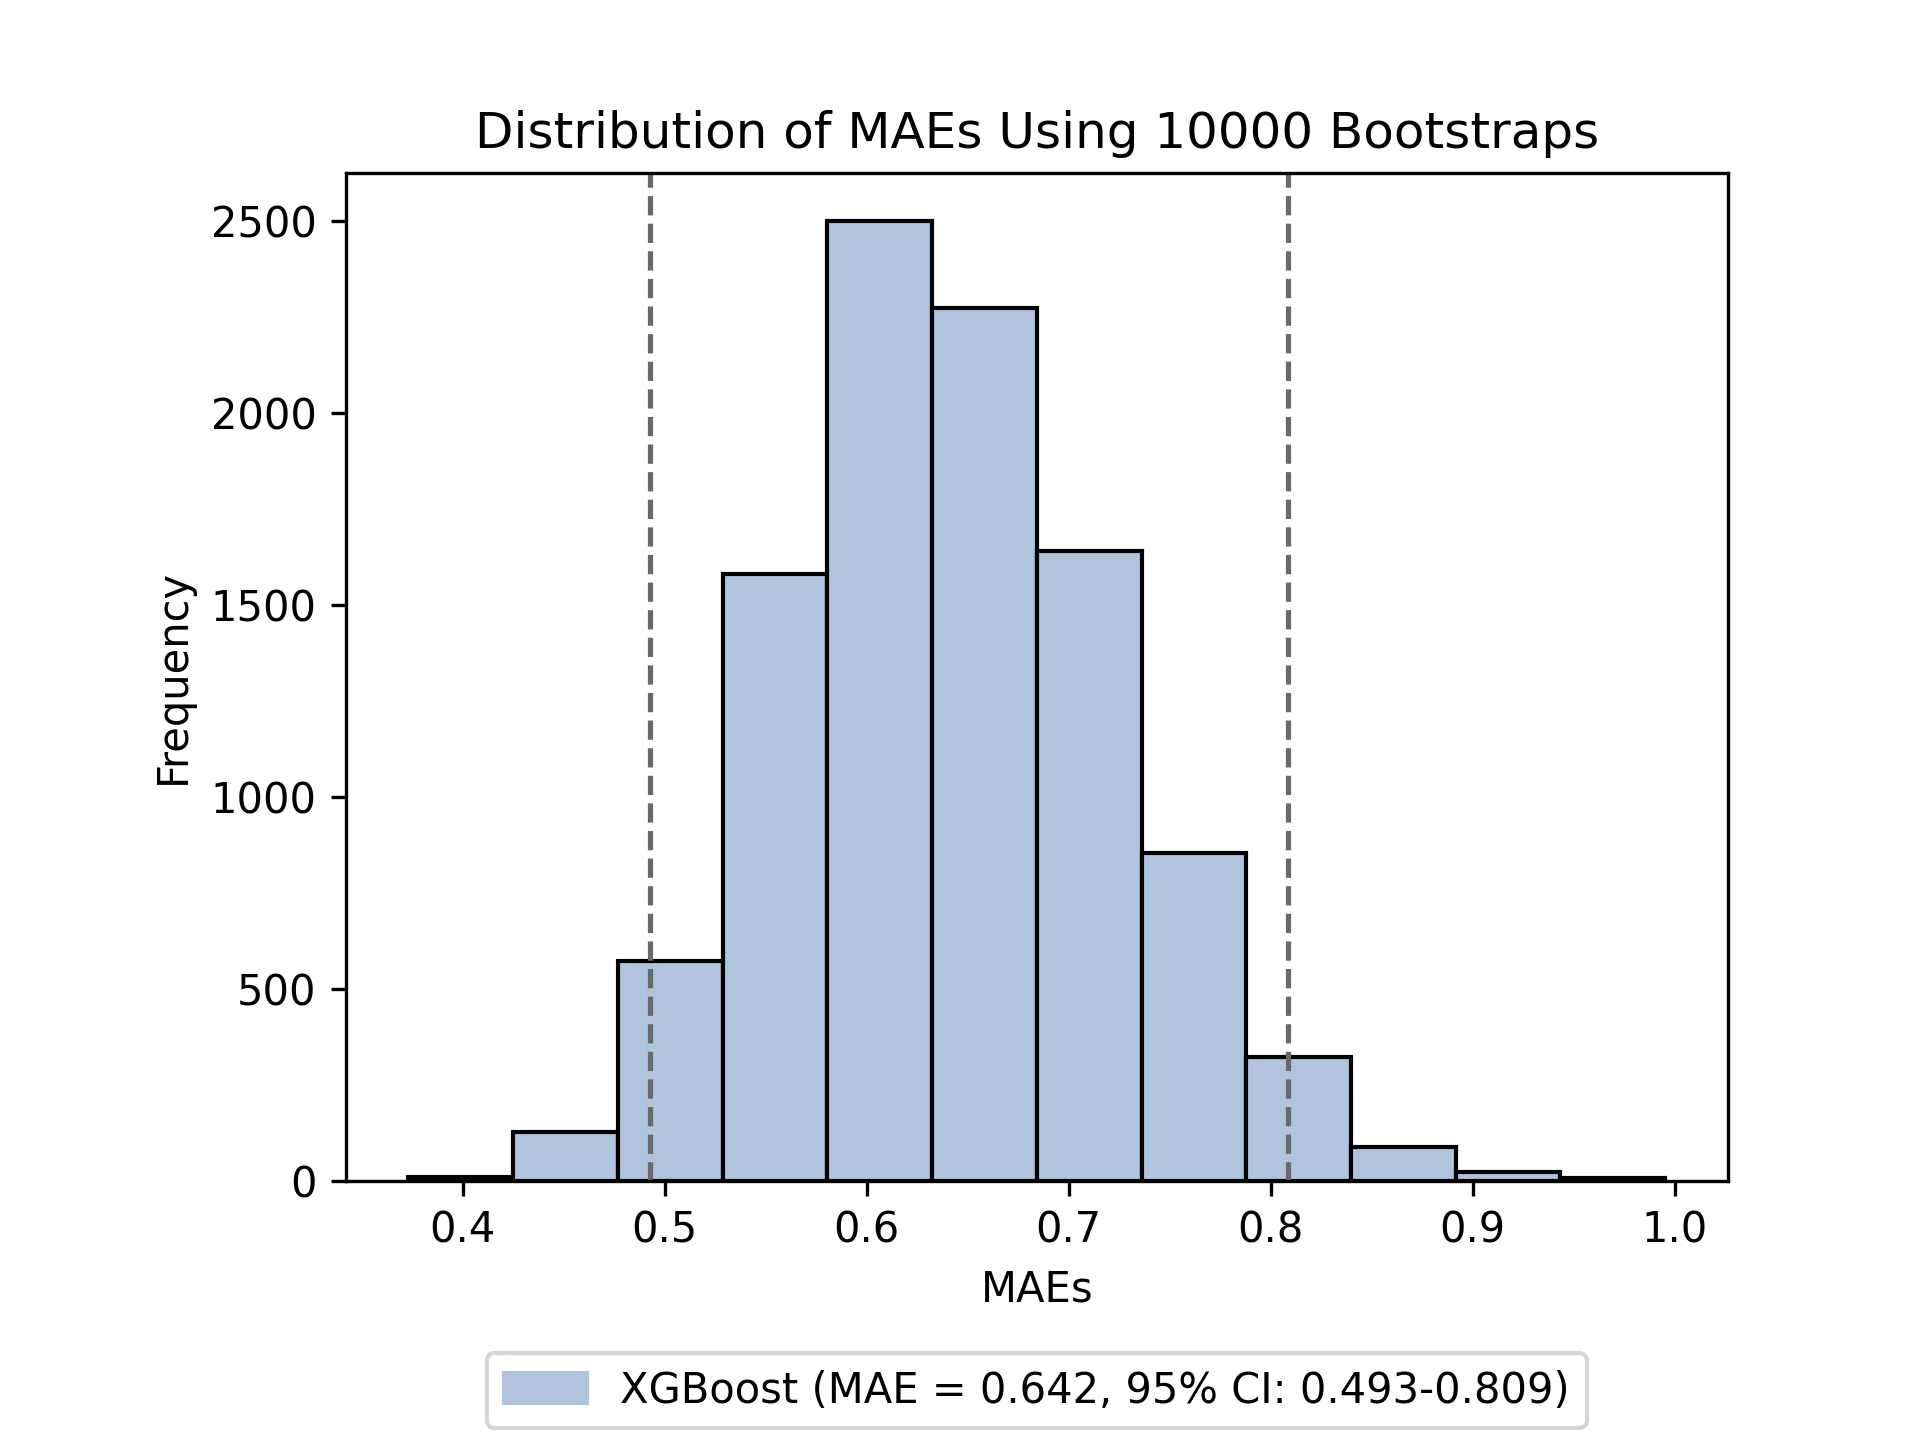 Distribution of MAEs Using 10000 Bootstraps
Frequency
2500
2000
1500
1000
500
0
0.4 0.5 0.6 0.7 0.8 0.9 1.0
MAEs
XGBoost (MAE = 0.642, 95% CI: 0.493-0.809)